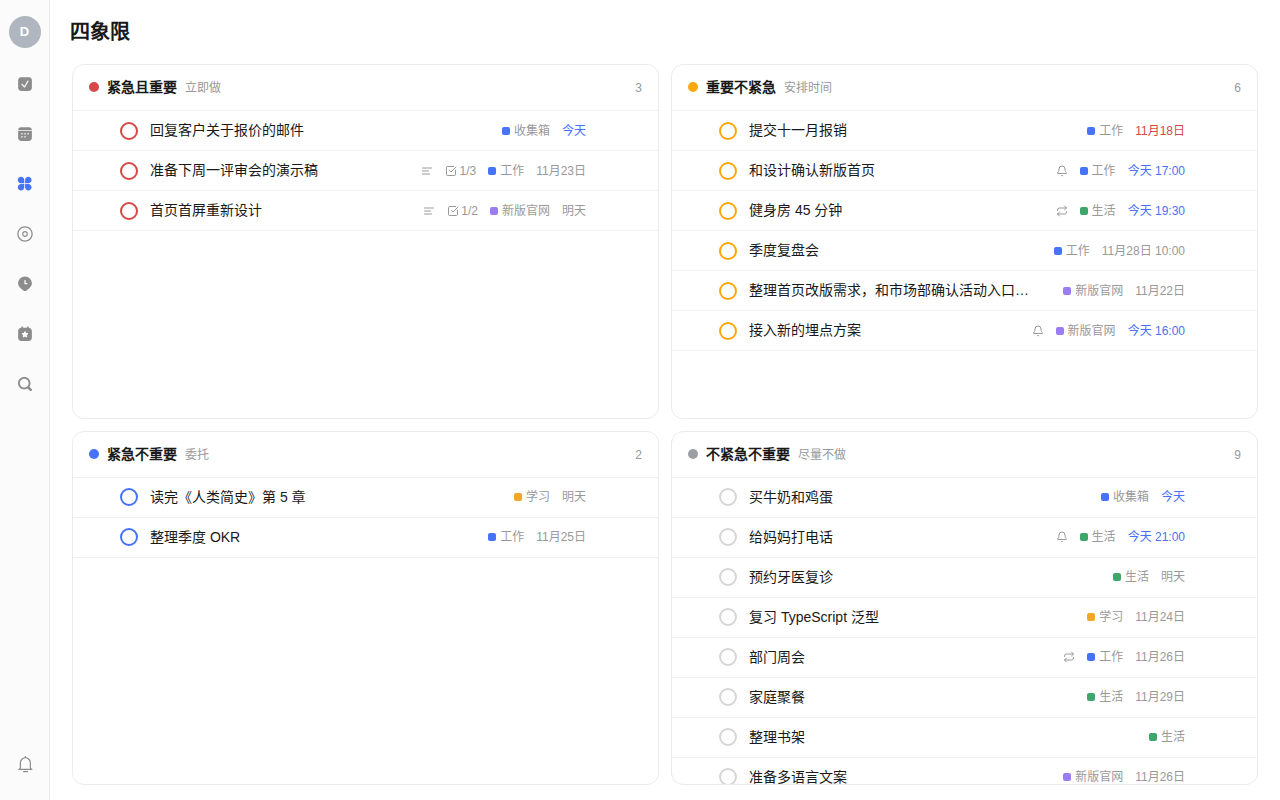 D
四象限
紧急且重要 立即做 3
回复客户关于报价的邮件 收集箱 今天
准备下周一评审会的演示稿 1/3 工作 11月23日
首页首屏重新设计 1/2 新版官网 明天
重要不紧急 安排时间 6
提交十一月报销 工作 11月18日
和设计确认新版首页 工作 今天 17:00
健身房 45 分钟 生活 今天 19:30
季度复盘会 工作 11月28日 10:00
整理首页改版需求，和市场部确认活动入口… 新版官网 11月22日
接入新的埋点方案 新版官网 今天 16:00
紧急不重要 委托 2
读完《人类简史》第 5 章 学习 明天
整理季度 OKR 工作 11月25日
不紧急不重要 尽量不做 9
买牛奶和鸡蛋 收集箱 今天
给妈妈打电话 生活 今天 21:00
预约牙医复诊 生活 明天
复习 TypeScript 泛型 学习 11月24日
部门周会 工作 11月26日
家庭聚餐 生活 11月29日
整理书架 生活
准备多语言文案 新版官网 11月26日